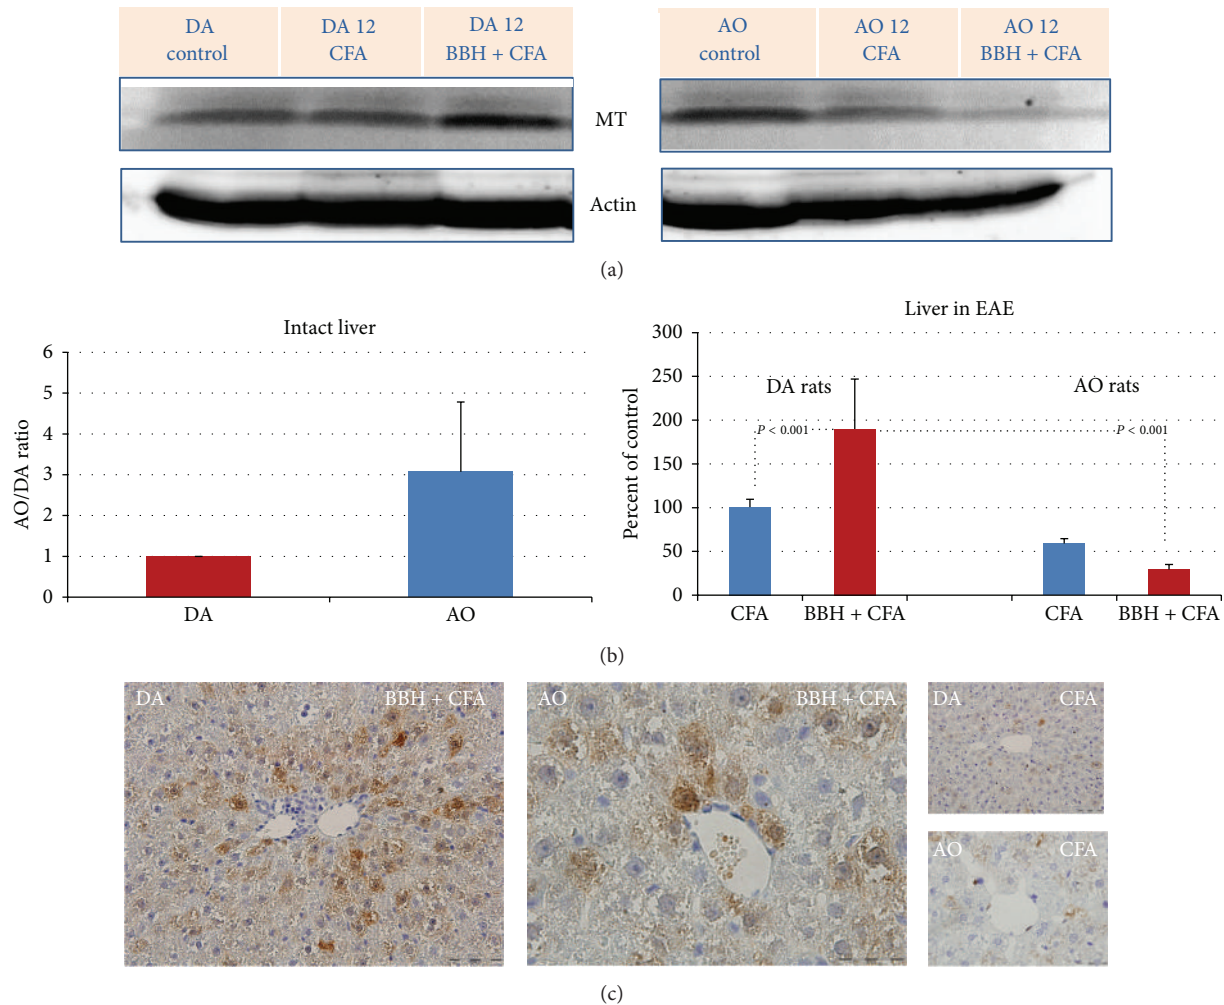 DA
control
DA 12
CFA
DA 12
BBH + CFA
AO
control
AO 12
CFA
AO 12
BBH + CFA
MT
Actin
(a)
Intact liver
AO/DA ratio
6
5
4
3
2
1
0
DA
AO
Liver in EAE
Percent of control
300
250
200
150
100
50
0
DA rats
AO rats
P < 0.001
P < 0.001
CFA
BBH + CFA
CFA
BBH + CFA
(b)
DA
BBH + CFA
AO
BBH + CFA
DA
CFA
AO
CFA
(c)